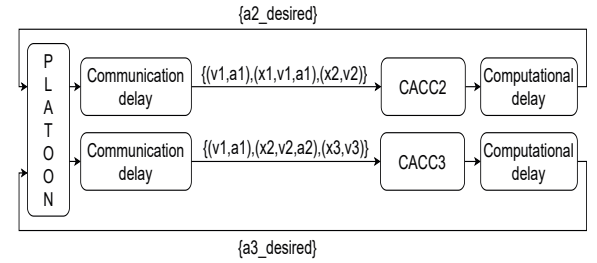 {a2_desired}
P
L
A
T
O
O
N
Communication
delay
{(v1,a1),(x1,v1,a1),(x2,v2)}
CACC2
Computational
delay
Communication
delay
{(v1,a1),(x2,v2,a2),(x3,v3)}
CACC3
Computational
delay
{a3_desired}